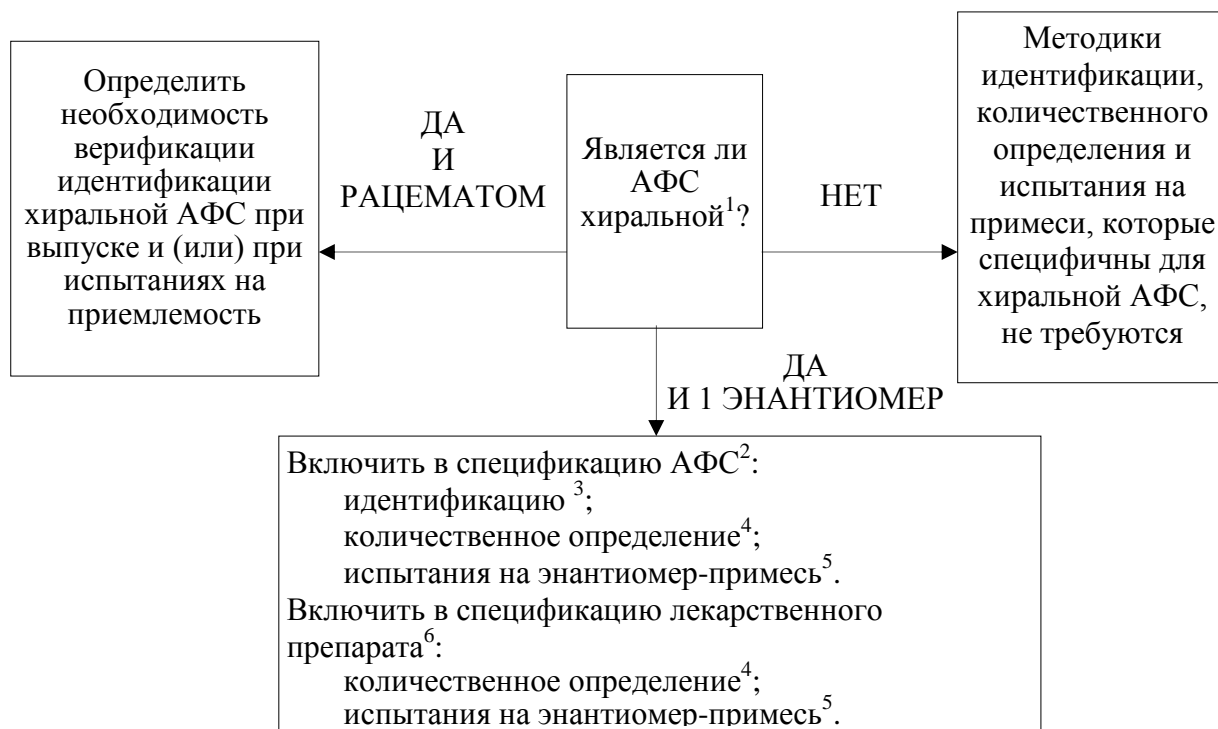 Определить
необходимость
верификации
идентификации
хиральной АФС при
выпуске и (или) при
испытаниях на
приемлемость
ДА
И
РАЦЕМАТОМ
Является ли
АФС
хиральной¹?
НЕТ
Методики
идентификации,
количественного
определения и
испытания на
примеси, которые
специфичны для
хиральной АФС,
не требуются
ДА
И 1 ЭНАНТИОМЕР
Включить в спецификацию АФС²:
идентификацию ³;
количественное определение⁴;
испытания на энантиомер-примесь⁵.
Включить в спецификацию лекарственного
препарата⁶:
количественное определение⁴;
испытания на энантиомер-примесь⁵.